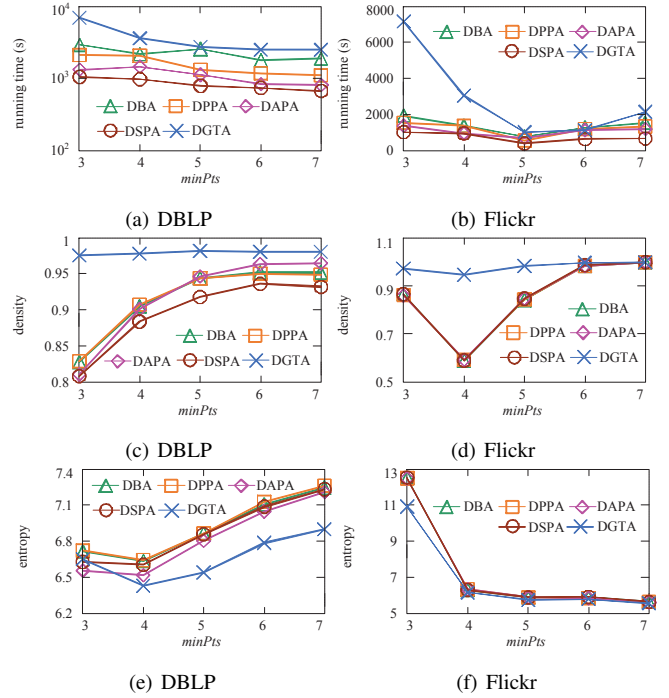 10^4
10^3
10^2
running time (s)
DBA DPPA DAPA
DSPA DGTA
3 4 5 6 7
minPts
(a) DBLP
8000
6000
4000
2000
0
running time (s)
DBA DPPA DAPA
DSPA DGTA
3 4 5 6 7
minPts
(b) Flickr
1
0.95
0.9
0.85
0.8
density
DBA DPPA
DAPA DSPA DGTA
3 4 5 6 7
minPts
(c) DBLP
1.1
0.9
0.7
0.5
density
DBA
DPPA DAPA
DSPA DGTA
3 4 5 6 7
minPts
(d) Flickr
7.4
7.1
6.8
6.5
6.2
entropy
DBA DPPA DAPA
DSPA DGTA
3 4 5 6 7
minPts
(e) DBLP
13
11
9
7
6
5
entropy
DBA DPPA DAPA
DSPA DGTA
3 4 5 6 7
minPts
(f) Flickr